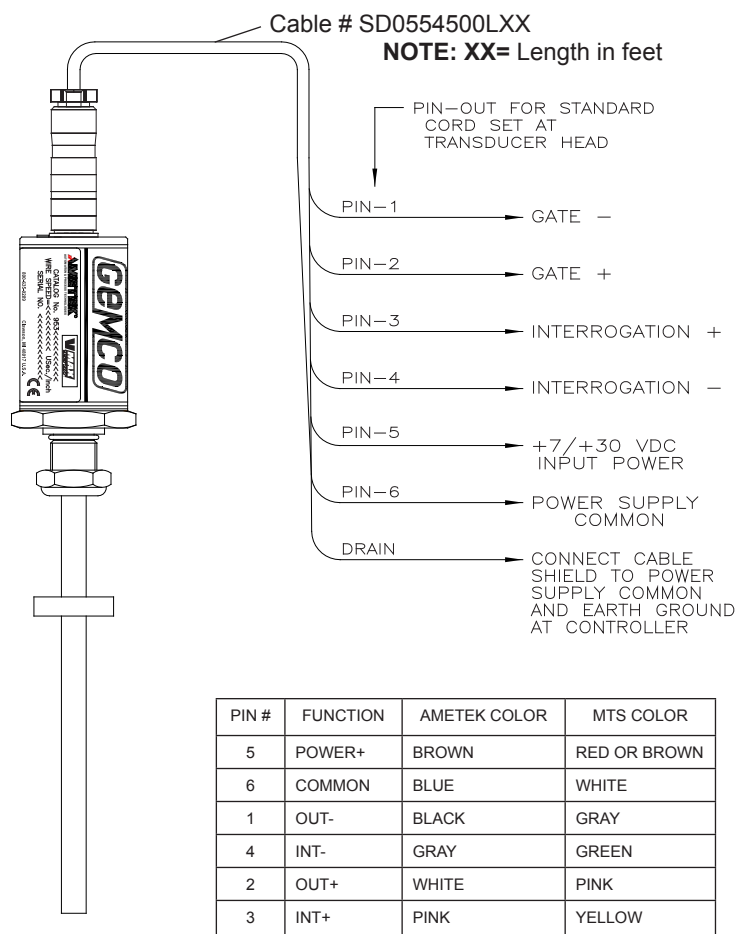 Cable # SD0554500LXX
NOTE: XX= Length in feet
PIN-OUT FOR STANDARD
CORD SET AT
TRANSDUCER HEAD
PIN-1
GATE -
PIN-2
GATE +
PIN-3
INTERROGATION +
PIN-4
INTERROGATION -
PIN-5
+7/+30 VDC
INPUT POWER
PIN-6
POWER SUPPLY
COMMON
DRAIN
CONNECT CABLE
SHIELD TO POWER
SUPPLY COMMON
AND EARTH GROUND
AT CONTROLLER
GEMCO
AMETEK
VMAX
CATALOG No. 953<<<<<<<<<<
WIRE SPEED=<<<<<<<<< USec./Inch
SERIAL NO. <<<<<<<<<<<<<
CE
PIN # FUNCTION AMETEK COLOR MTS COLOR
5 POWER+ BROWN RED OR BROWN
6 COMMON BLUE WHITE
1 OUT- BLACK GRAY
4 INT- GRAY GREEN
2 OUT+ WHITE PINK
3 INT+ PINK YELLOW